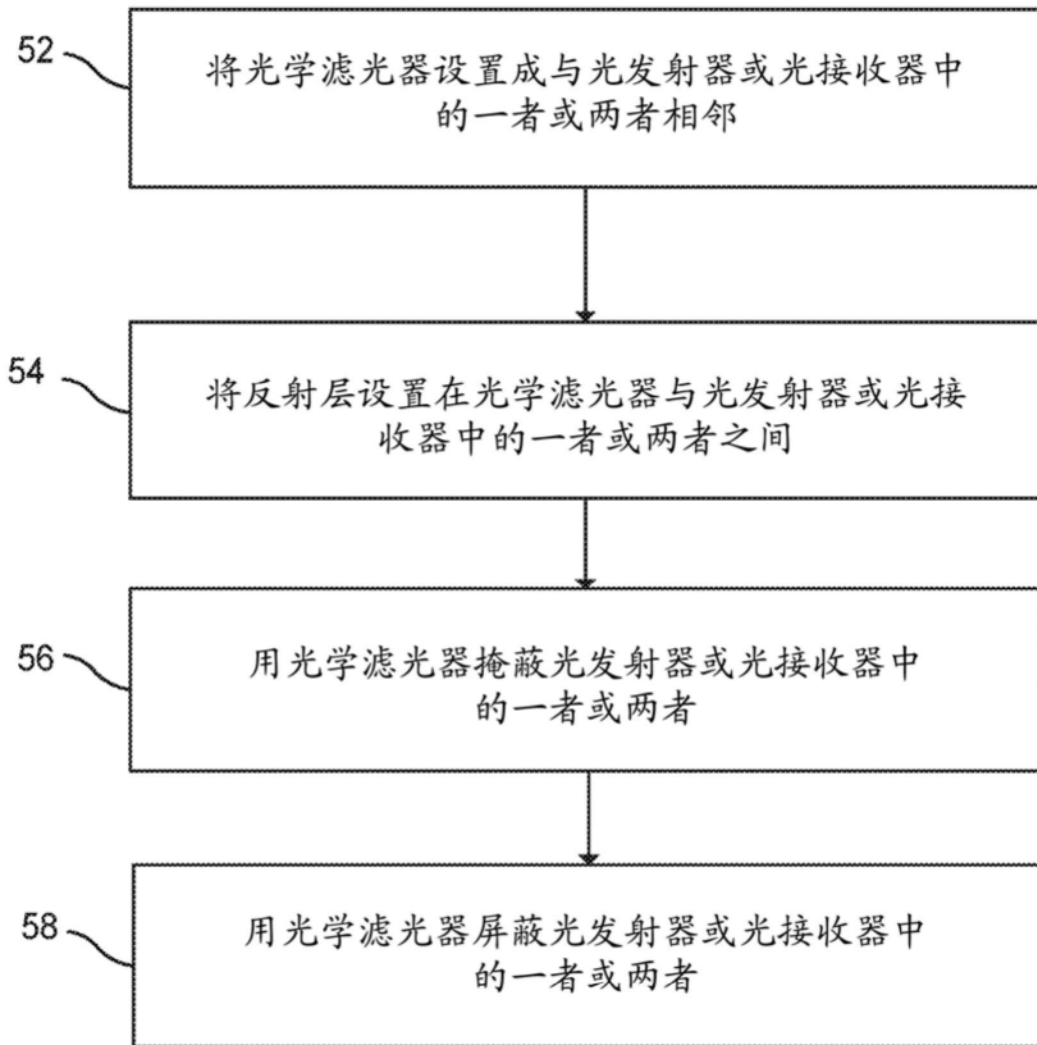 52
将光学滤光器设置成与光发射器或光接收器中
的一者或两者相邻
54
将反射层设置在光学滤光器与光发射器或光接
收器中的一者或两者之间
56
用光学滤光器掩蔽光发射器或光接收器中
的一者或两者
58
用光学滤光器屏蔽光发射器或光接收器中
的一者或两者